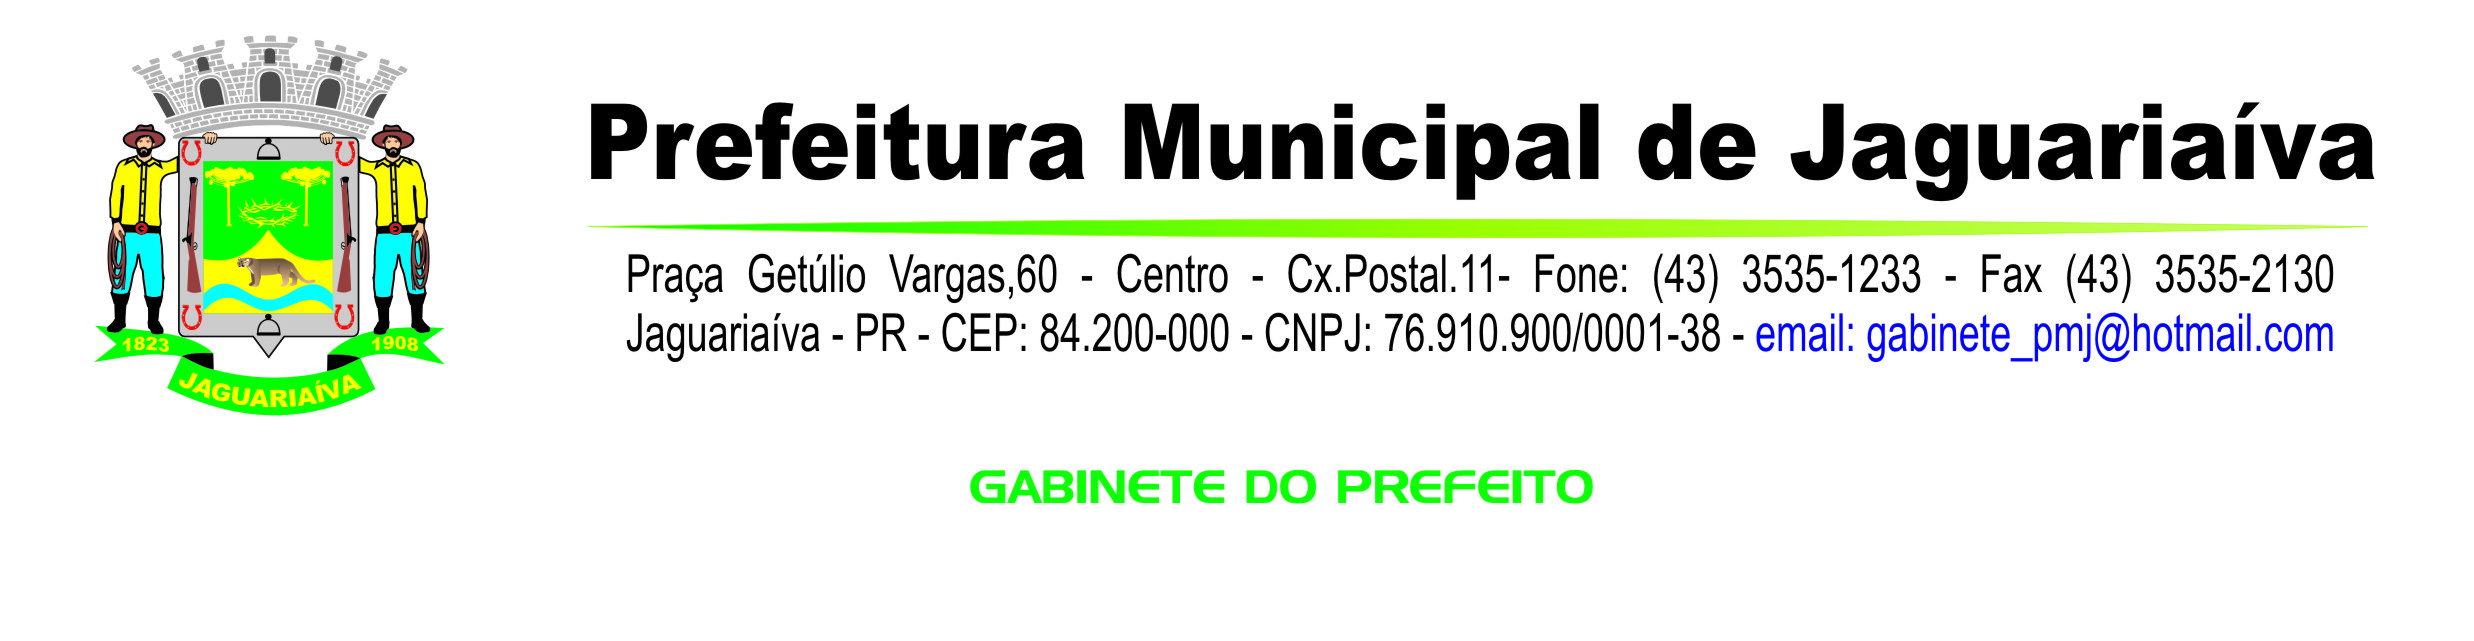 Prefeitura Municipal de Jaguariaíva
Praça Getúlio Vargas,60 - Centro - Cx.Postal.11- Fone: (43) 3535-1233 - Fax (43) 3535-2130
Jaguariaíva - PR - CEP: 84.200-000 - CNPJ: 76.910.900/0001-38 - email: gabinete_pmj@hotmail.com
1823
1908
JAGUARIAÍVA
GABINETE DO PREFEITO